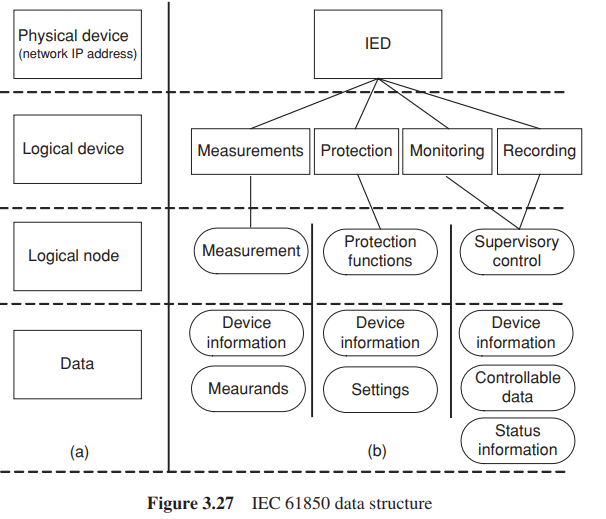 Physical device
(network IP address)
IED
Logical device
Measurements
Protection
Monitoring
Recording
Logical node
Measurement
Protection
functions
Supervisory
control
Data
Device
information
Device
information
Device
information
Meaurands
Settings
Controllable
data
Status
information
(a)
(b)
Figure 3.27 IEC 61850 data structure